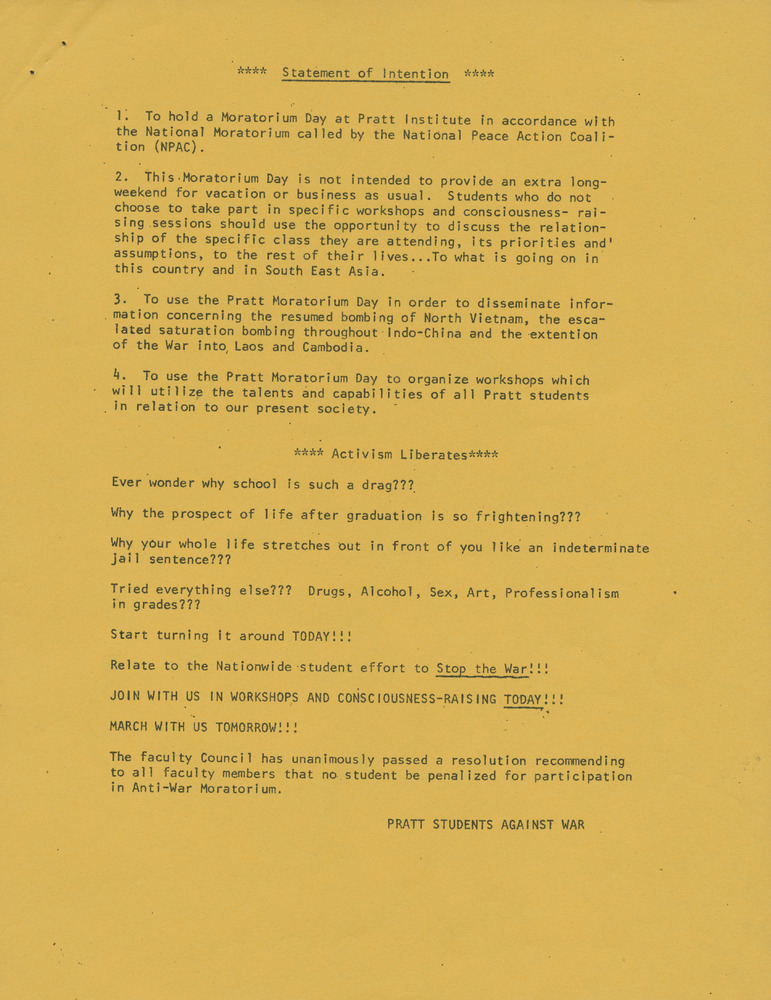 **** Statement of Intention ****
1. To hold a Moratorium Day at Pratt Institute in accordance with
the National Moratorium called by the National Peace Action Coali-
tion (NPAC).
2. This Moratorium Day is not intended to provide an extra long-
weekend for vacation or business as usual. Students who do not
choose to take part in specific workshops and consciousness- rai-
sing sessions should use the opportunity to discuss the relation-
ship of the specific class they are attending, its priorities and'
assumptions, to the rest of their lives...To what is going on in
this country and in South East Asia.
3. To use the Pratt Moratorium Day in order to disseminate infor-
mation concerning the resumed bombing of North Vietnam, the esca-
lated saturation bombing throughout Indo-China and the extention
of the War into Laos and Cambodia.
4. To use the Pratt Moratorium Day to organize workshops which
will utilize the talents and capabilities of all Pratt students
in relation to our present society.
**** Activism Liberates****
Ever wonder why school is such a drag???
Why the prospect of life after graduation is so frightening???
Why your whole life stretches out in front of you like an indeterminate
jail sentence???
Tried everything else??? Drugs, Alcohol, Sex, Art, Professionalism
in grades???
Start turning it around TODAY!!!
Relate to the Nationwide student effort to Stop the War!!!
JOIN WITH US IN WORKSHOPS AND CONSCIOUSNESS-RAISING TODAY!!!
MARCH WITH US TOMORROW!!!
The faculty Council has unanimously passed a resolution recommending
to all faculty members that no student be penalized for participation
in Anti-War Moratorium.
PRATT STUDENTS AGAINST WAR